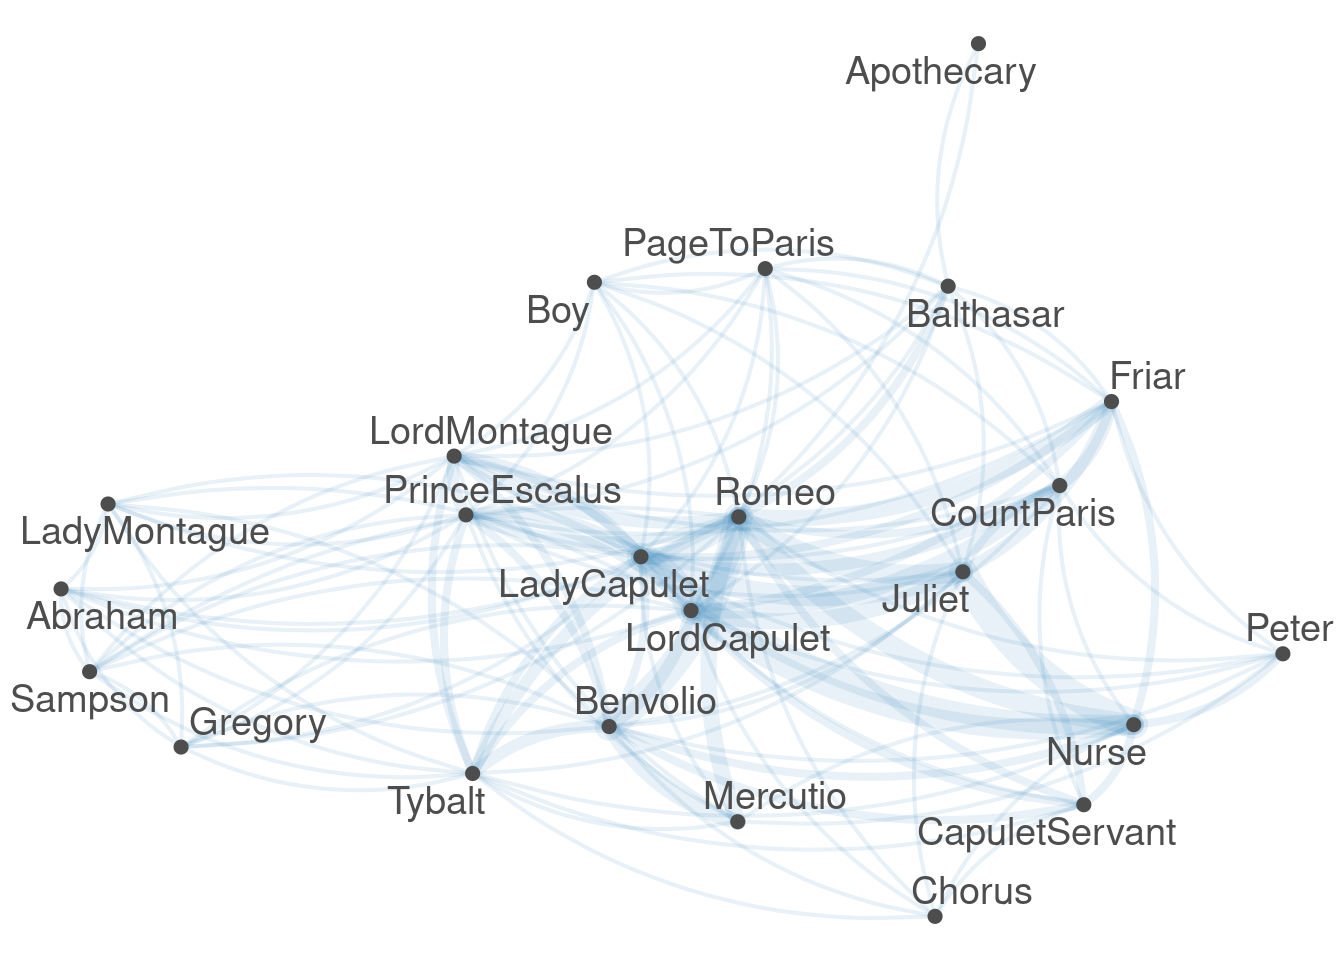 Apothecary
PageToParis
Boy
Balthasar
Friar
LordMontague
PrinceEscalus
Romeo
CountParis
LadyMontague
LadyCapulet
Juliet
Abraham
LordCapulet
Peter
Sampson
Benvolio
Gregory
Nurse
Tybalt
Mercutio
CapuletServant
Chorus